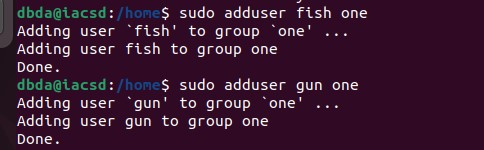 dbda@iacsd:/home$ sudo adduser fish one
Adding user `fish' to group `one' ...
Adding user fish to group one
Done.
dbda@iacsd:/home$ sudo adduser gun one
Adding user `gun' to group `one' ...
Adding user gun to group one
Done.